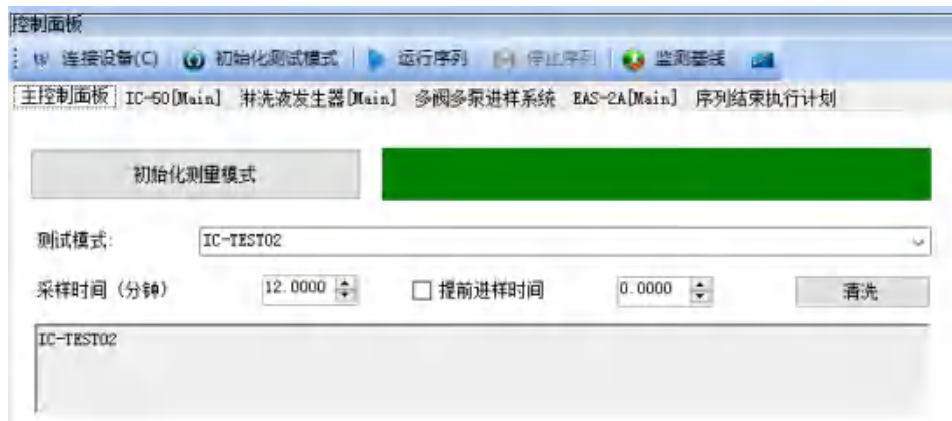 控制面板
连接设备(C) 初始化测试模式 运行序列 停止序列 监测基线
主控制面板 IC-50[Main] 淋洗液发生器[Main] 多阀多泵进样系统 EAS-2A[Main] 序列结束执行计划
初始化测量模式
测试模式: IC-TEST02
采样时间（分钟） 12.0000 提前进样时间 0.0000 清洗
IC-TEST02